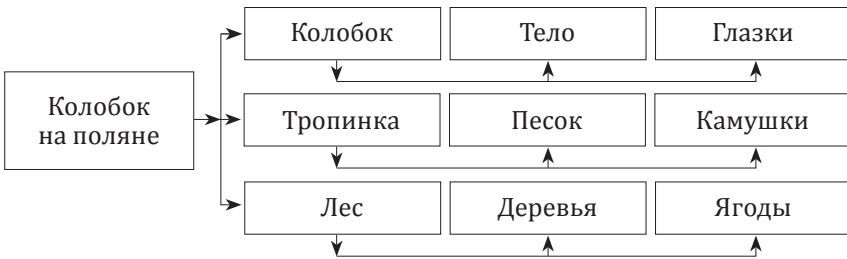 Колобок
Тело
Глазки
Колобок
на поляне
Тропинка
Песок
Камушки
Лес
Деревья
Ягоды